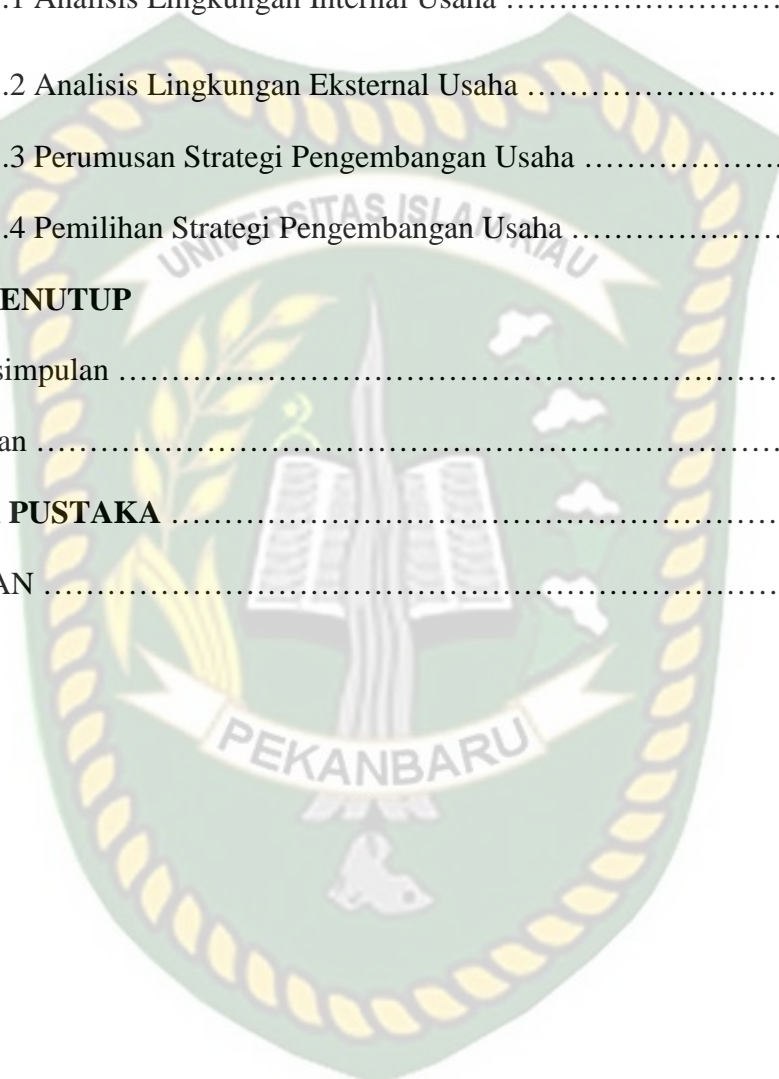 .1 Analisis Lingkungan Internal Usaha ……………………
.2 Analisis Lingkungan Eksternal Usaha …………………..
.3 Perumusan Strategi Pengembangan Usaha ………………
.4 Pemilihan Strategi Pengembangan Usaha ………………
UNIVERSITAS ISLAM RIAU
ENUTUP
simpulan ……………………………………………………
an ……………………………………………………………
PUSTAKA ……………………………………………………
AN ……………………………………………………………
PEKANBARU